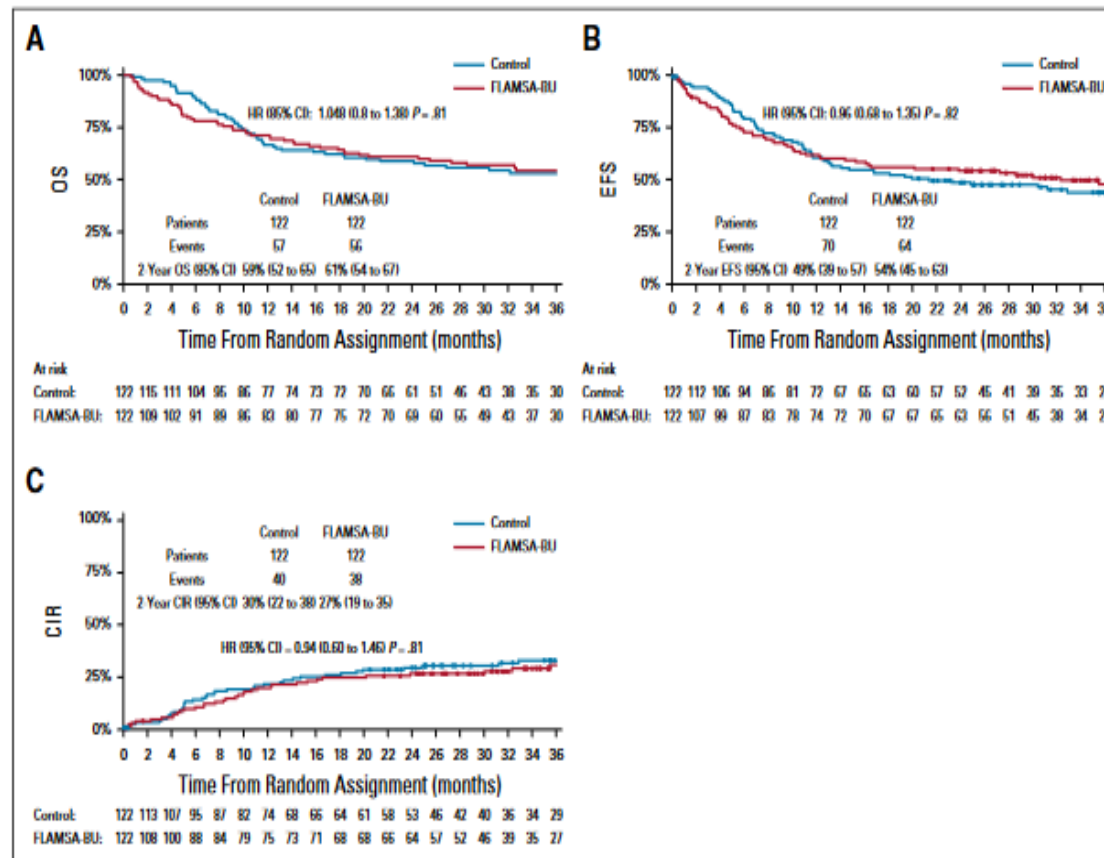 A
Control
FLAMSA-BU
100%
75%
50%
25%
0%
OS
HR (95% CI): 1.048 (0.8 to 1.38) P = .81
Control FLAMSA-BU
Patients 122 122
Events 57 56
2 Year OS (95% CI) 59% (52 to 65) 61% (54 to 67)
0 2 4 6 8 10 12 14 16 18 20 22 24 26 28 30 32 34 36
Time From Random Assignment (months)
At risk
Control: 122 115 111 104 95 86 77 74 73 72 70 66 61 51 46 43 38 35 30
FLAMSA-BU: 122 109 102 91 89 86 83 80 77 75 72 70 69 60 55 49 43 37 30
B
Control
FLAMSA-BU
100%
75%
50%
25%
0%
EFS
HR (95% CI): 0.96 (0.68 to 1.35) P = .82
Control FLAMSA-BU
Patients 122 122
Events 70 64
2 Year EFS (95% CI) 49% (39 to 57) 54% (45 to 63)
0 2 4 6 8 10 12 14 16 18 20 22 24 26 28 30 32 34
Time From Random Assignment (months)
At risk
Control: 122 112 106 94 86 81 72 67 65 63 60 57 52 45 41 39 35 33
FLAMSA-BU: 122 107 99 87 83 78 74 72 70 67 67 65 63 56 51 45 38 34
C
Control
FLAMSA-BU
100%
75%
50%
25%
0%
CIR
Control FLAMSA-BU
Patients 122 122
Events 40 38
2 Year CIR (95% CI) 30% (22 to 38) 27% (19 to 35)
HR (95% CI) = 0.94 (0.60 to 1.46) P = .81
0 2 4 6 8 10 12 14 16 18 20 22 24 26 28 30 32 34 36
Time From Random Assignment (months)
Control: 122 113 107 95 87 82 74 68 66 64 61 58 53 46 42 40 36 34 29
FLAMSA-BU: 122 108 100 88 84 79 75 73 71 68 68 66 64 57 52 46 39 35 27